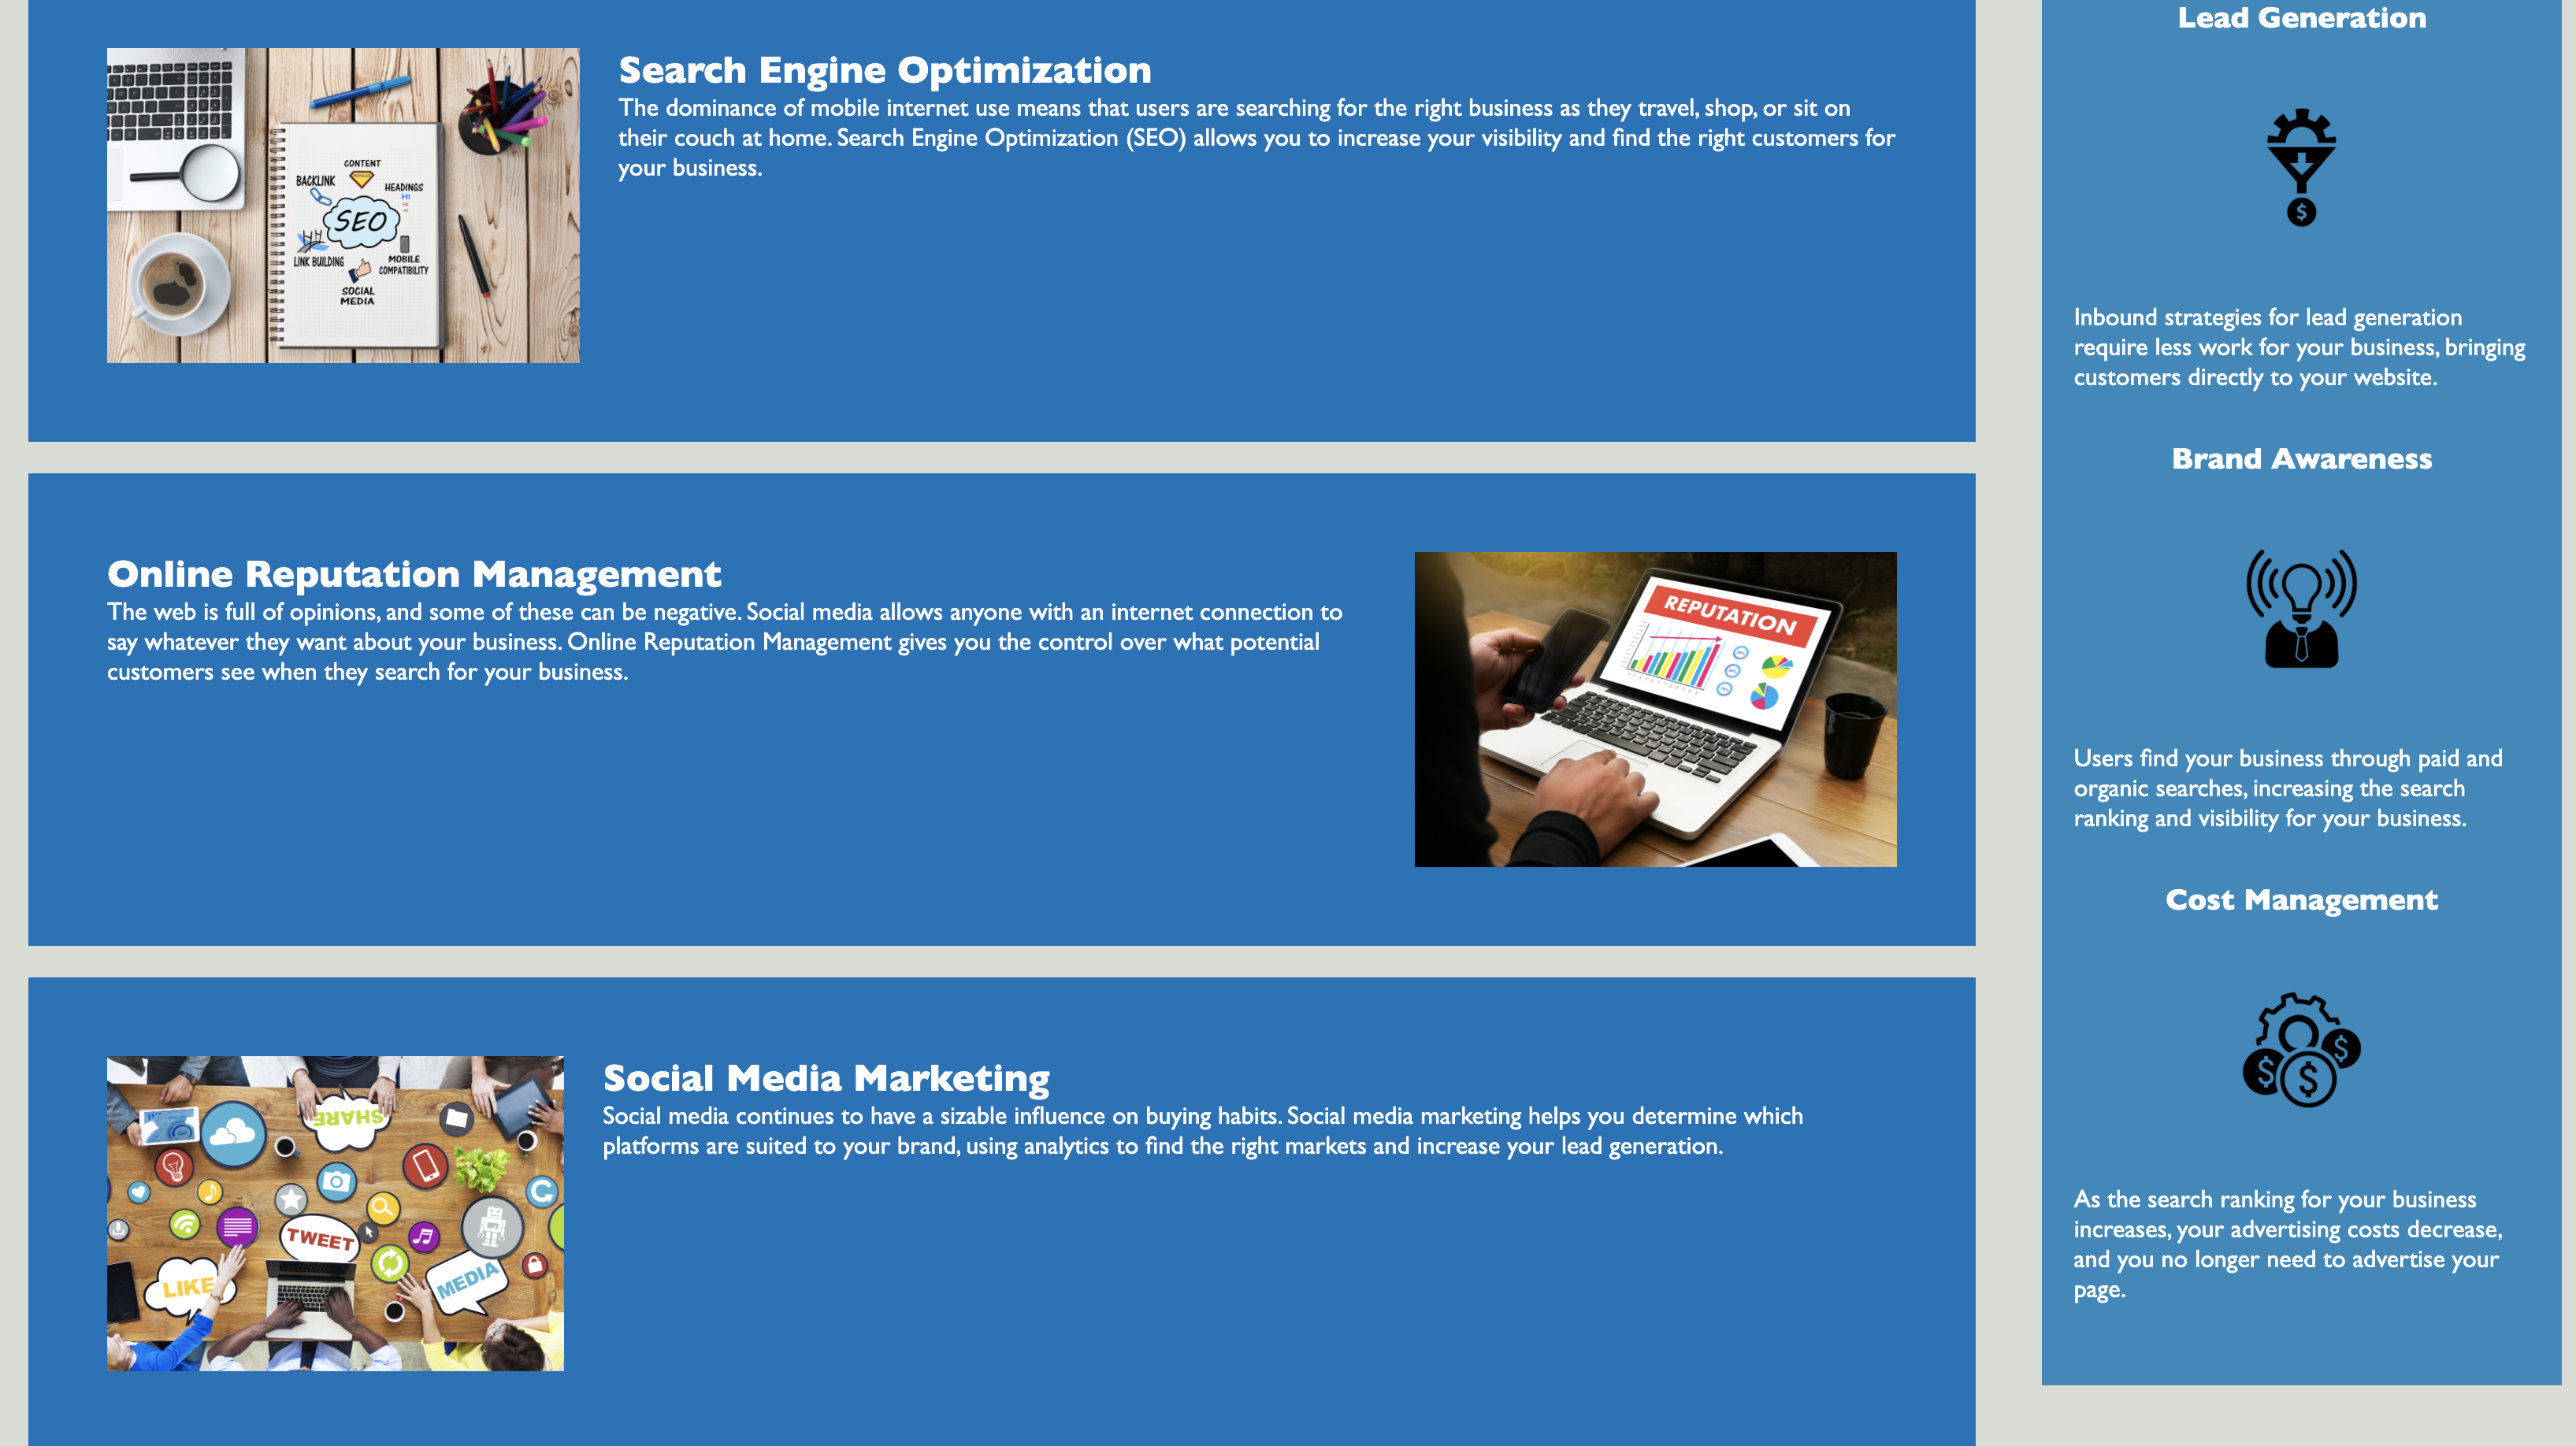 Search Engine Optimization
The dominance of mobile internet use means that users are searching for the right business as they travel, shop, or sit on
their couch at home. Search Engine Optimization (SEO) allows you to increase your visibility and find the right customers for
your business.
CONTENT
BACKLINK
HEADINGS
H1
SEO
LINK BUILDING
MOBILE
COMPATIBILITY
SOCIAL
MEDIA
Online Reputation Management
The web is full of opinions, and some of these can be negative. Social media allows anyone with an internet connection to
say whatever they want about your business. Online Reputation Management gives you the control over what potential
customers see when they search for your business.
REPUTATION
Social Media Marketing
Social media continues to have a sizable influence on buying habits. Social media marketing helps you determine which
platforms are suited to your brand, using analytics to find the right markets and increase your lead generation.
SHARE
TWEET
LIKE
MEDIA
Lead Generation
$
Inbound strategies for lead generation
require less work for your business, bringing
customers directly to your website.
Brand Awareness
Users find your business through paid and
organic searches, increasing the search
ranking and visibility for your business.
Cost Management
$ $ $
As the search ranking for your business
increases, your advertising costs decrease,
and you no longer need to advertise your
page.